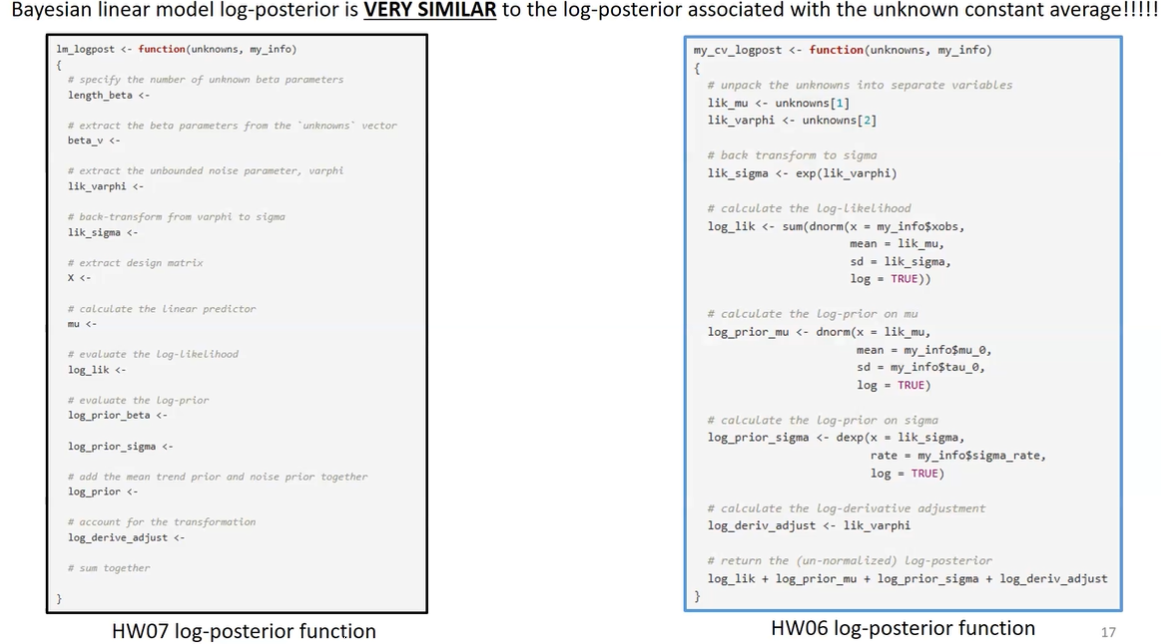 Bayesian linear model log-posterior is VERY SIMILAR to the log-posterior associated with the unknown constant average!!!!!
lm_logpost <- function(unknowns, my_info)
{
# specify the number of unknown beta parameters
length_beta <-
# extract the beta parameters from the `unknowns` vector
beta_v <-
# extract the unbounded noise parameter, varphi
lik_varphi <-
# back-transform from varphi to sigma
lik_sigma <-
# extract design matrix
X <-
# calculate the linear predictor
mu <-
# evaluate the log-likelihood
log_lik <-
# evaluate the log-prior
log_prior_beta <-
log_prior_sigma <-
# add the mean trend prior and noise prior together
log_prior <-
# account for the transformation
log_derive_adjust <-
# sum together
}
HW07 log-posterior function
my_cv_logpost <- function(unknowns, my_info)
{
# unpack the unknowns into separate variables
lik_mu <- unknowns[1]
lik_varphi <- unknowns[2]
# back transform to sigma
lik_sigma <- exp(lik_varphi)
# calculate the log-likelihood
log_lik <- sum(dnorm(x = my_info$xobs,
mean = lik_mu,
sd = lik_sigma,
log = TRUE))
# calculate the log-prior on mu
log_prior_mu <- dnorm(x = lik_mu,
mean = my_info$mu_0,
sd = my_info$tau_0,
log = TRUE)
# calculate the log-prior on sigma
log_prior_sigma <- dexp(x = lik_sigma,
rate = my_info$sigma_rate,
log = TRUE)
# calculate the log-derivative adjustment
log_deriv_adjust <- lik_varphi
# return the (un-normalized) log-posterior
log_lik + log_prior_mu + log_prior_sigma + log_deriv_adjust
}
HW06 log-posterior function
17